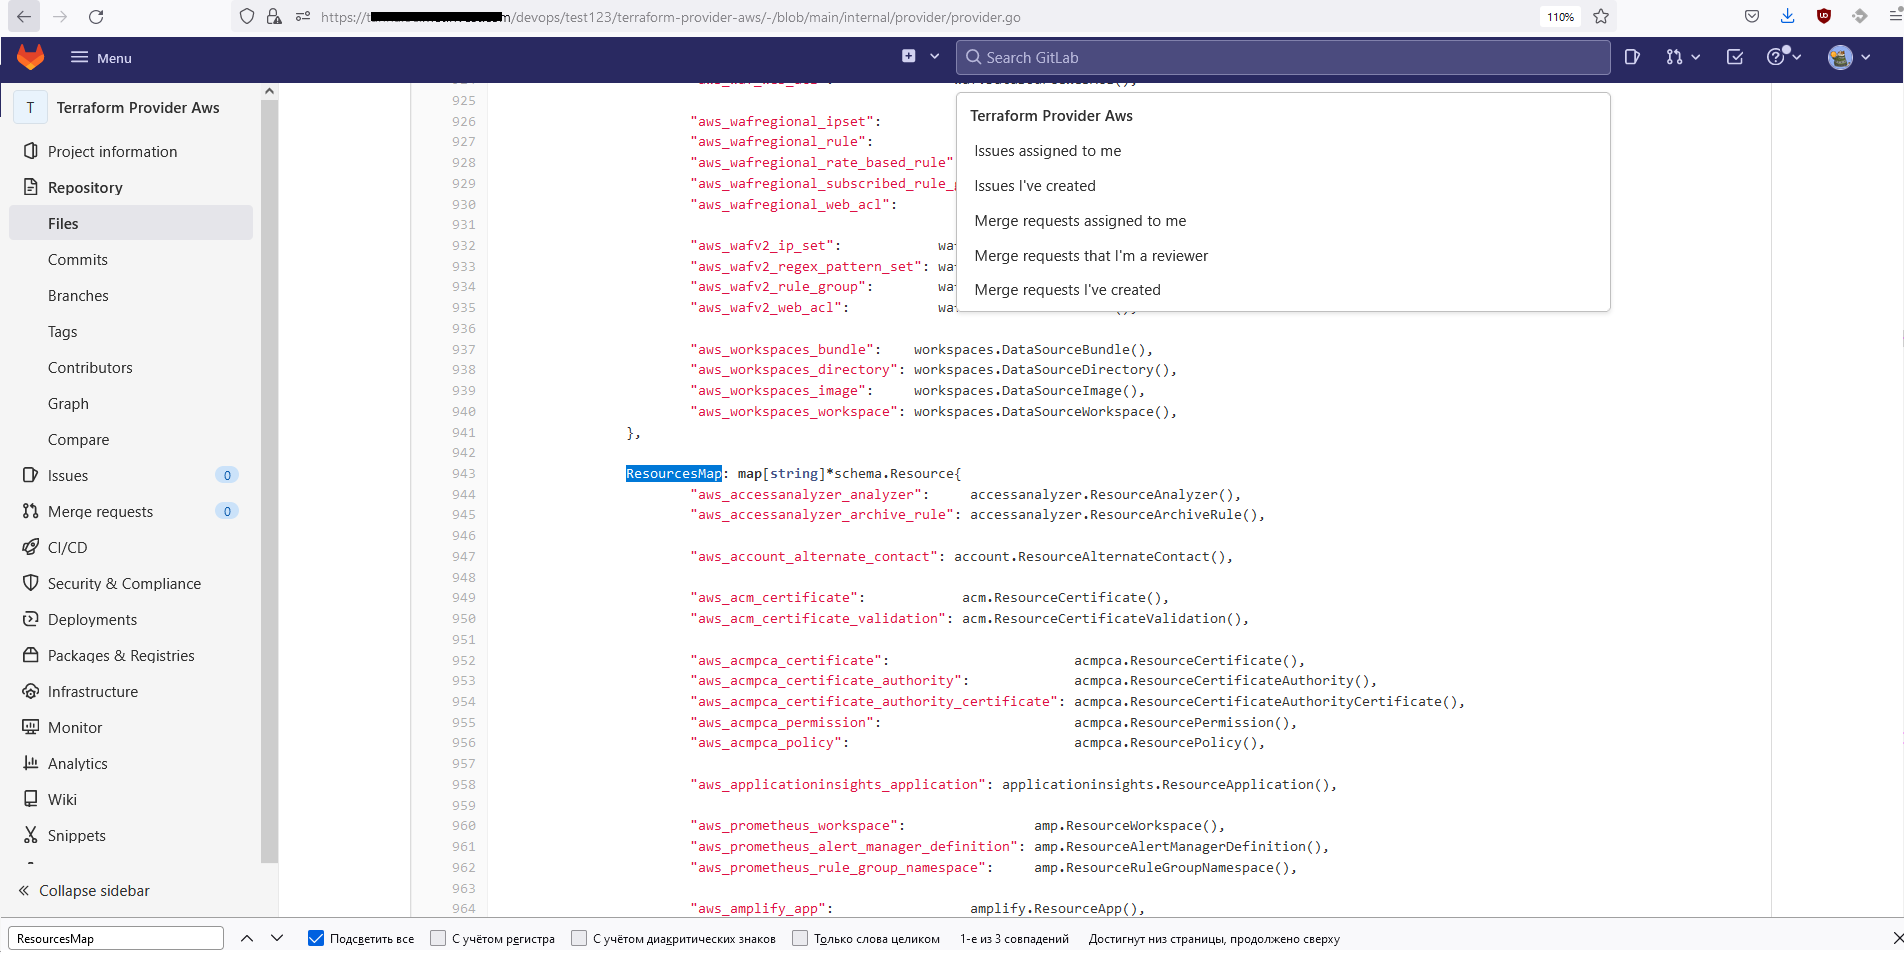 https://t m/devops/test123/terraform-provider-aws/-/blob/main/internal/provider/provider.go 110%
Menu
Search GitLab
T Terraform Provider Aws
Project information
Repository
Files
Commits
Branches
Tags
Contributors
Graph
Compare
Issues 0
Merge requests 0
CI/CD
Security & Compliance
Deployments
Packages & Registries
Infrastructure
Monitor
Analytics
Wiki
Snippets
Collapse sidebar
Terraform Provider Aws
Issues assigned to me
Issues I've created
Merge requests assigned to me
Merge requests that I'm a reviewer
Merge requests I've created
925
926 "aws_wafregional_ipset":
927 "aws_wafregional_rule":
928 "aws_wafregional_rate_based_rule"
929 "aws_wafregional_subscribed_rule_
930 "aws_wafregional_web_acl":
931
932 "aws_wafv2_ip_set": wa
933 "aws_wafv2_regex_pattern_set": wa
934 "aws_wafv2_rule_group": wa
935 "aws_wafv2_web_acl": wa
936
937 "aws_workspaces_bundle": workspaces.DataSourceBundle(),
938 "aws_workspaces_directory": workspaces.DataSourceDirectory(),
939 "aws_workspaces_image": workspaces.DataSourceImage(),
940 "aws_workspaces_workspace": workspaces.DataSourceWorkspace(),
941 },
942
943 ResourcesMap: map[string]*schema.Resource{
944 "aws_accessanalyzer_analyzer": accessanalyzer.ResourceAnalyzer(),
945 "aws_accessanalyzer_archive_rule": accessanalyzer.ResourceArchiveRule(),
946
947 "aws_account_alternate_contact": account.ResourceAlternateContact(),
948
949 "aws_acm_certificate": acm.ResourceCertificate(),
950 "aws_acm_certificate_validation": acm.ResourceCertificateValidation(),
951
952 "aws_acmpca_certificate": acmpca.ResourceCertificate(),
953 "aws_acmpca_certificate_authority": acmpca.ResourceCertificateAuthority(),
954 "aws_acmpca_certificate_authority_certificate": acmpca.ResourceCertificateAuthorityCertificate(),
955 "aws_acmpca_permission": acmpca.ResourcePermission(),
956 "aws_acmpca_policy": acmpca.ResourcePolicy(),
957
958 "aws_applicationinsights_application": applicationinsights.ResourceApplication(),
959
960 "aws_prometheus_workspace": amp.ResourceWorkspace(),
961 "aws_prometheus_alert_manager_definition": amp.ResourceAlertManagerDefinition(),
962 "aws_prometheus_rule_group_namespace": amp.ResourceRuleGroupNamespace(),
963
964 "aws_amplify_app": amplify.ResourceApp(),
ResourcesMap Подсветить все С учётом регистра С учётом диакритических знаков Только слова целиком 1-е из 3 совпадений Достигнут низ страницы, продолжено сверху